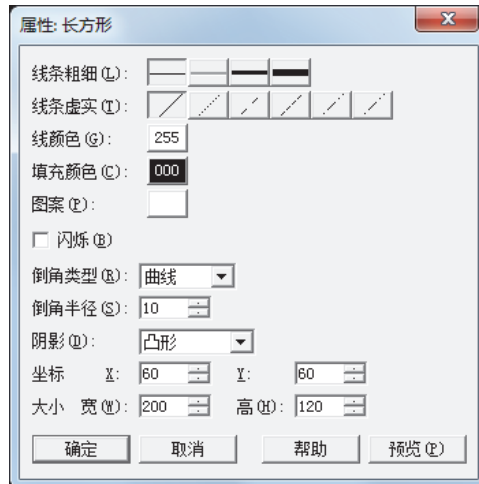 属性: 长方形
线条粗细(L):
线条虚实(T):
线颜色(G): 255
填充颜色(C): 000
图案(P):
闪烁(B)
倒角类型(R): 曲线
倒角半径(S): 10
阴影(D): 凸形
坐标 X: 60 Y: 60
大小 宽(W): 200 高(H): 120
确定 取消 帮助 预览(P)